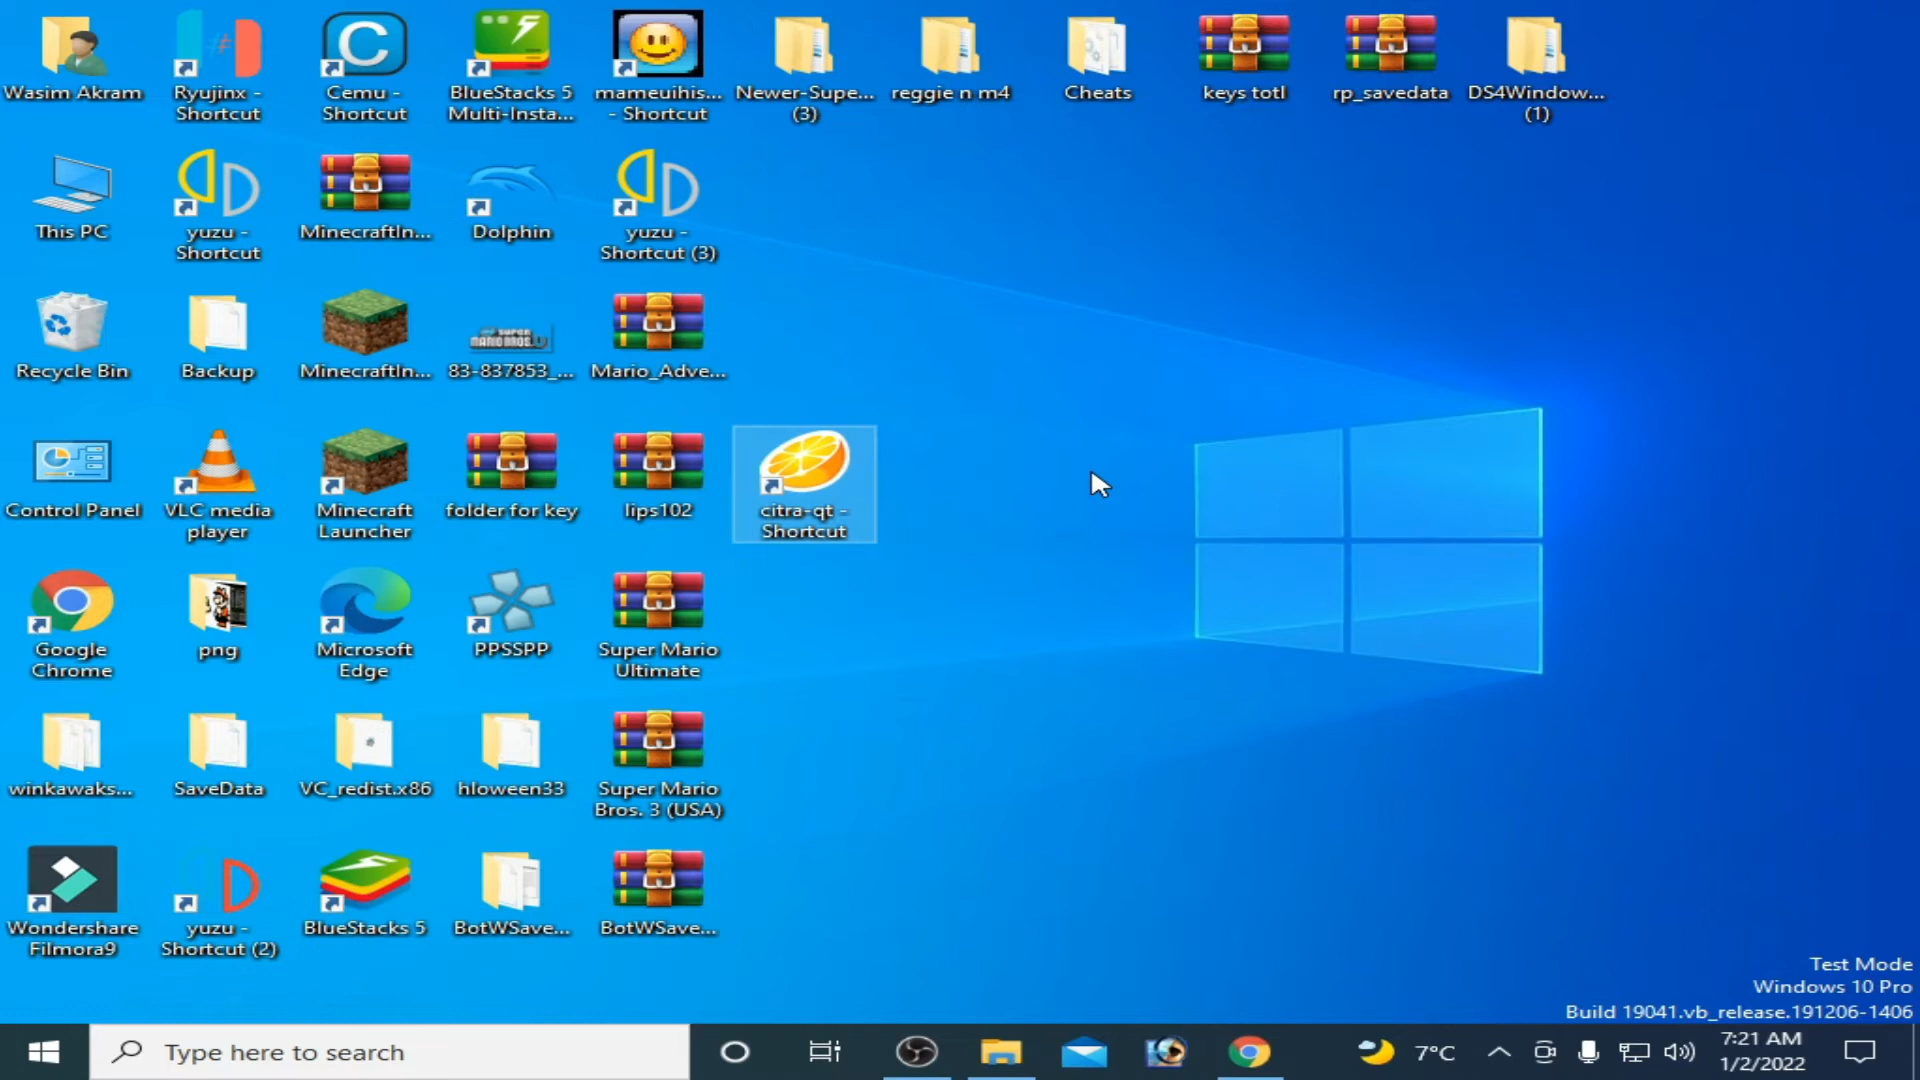 Wasim Akram
Ryujinx -
Shortcut
Cemu -
Shortcut
BlueStacks 5
Multi-Insta...
mameuihis...
- Shortcut
Newer-Supe...
(3)
reggie n m4
Cheats
keys totl
rp_savedata
DS4Window...
(1)
This PC
yuzu -
Shortcut
MinecraftIn...
Dolphin
yuzu -
Shortcut (3)
Recycle Bin
Backup
MinecraftIn...
SUPER
MARIO BROS.U
83-837853_...
Mario_Adve...
Control Panel
VLC media
player
Minecraft
Launcher
folder for key
lips102
citra-qt -
Shortcut
Google
Chrome
png
Microsoft
Edge
PPSSPP
Super Mario
Ultimate
winkawaks...
SaveData
VC_redist.x86
hloween33
Super Mario
Bros. 3 (USA)
Wondershare
Filmora9
yuzu -
Shortcut (2)
BlueStacks 5
BotWSave...
BotWSave...
Test Mode
Windows 10 Pro
Build 19041.vb_release.191206-1406
Type here to search
7°C
7:21 AM
1/2/2022